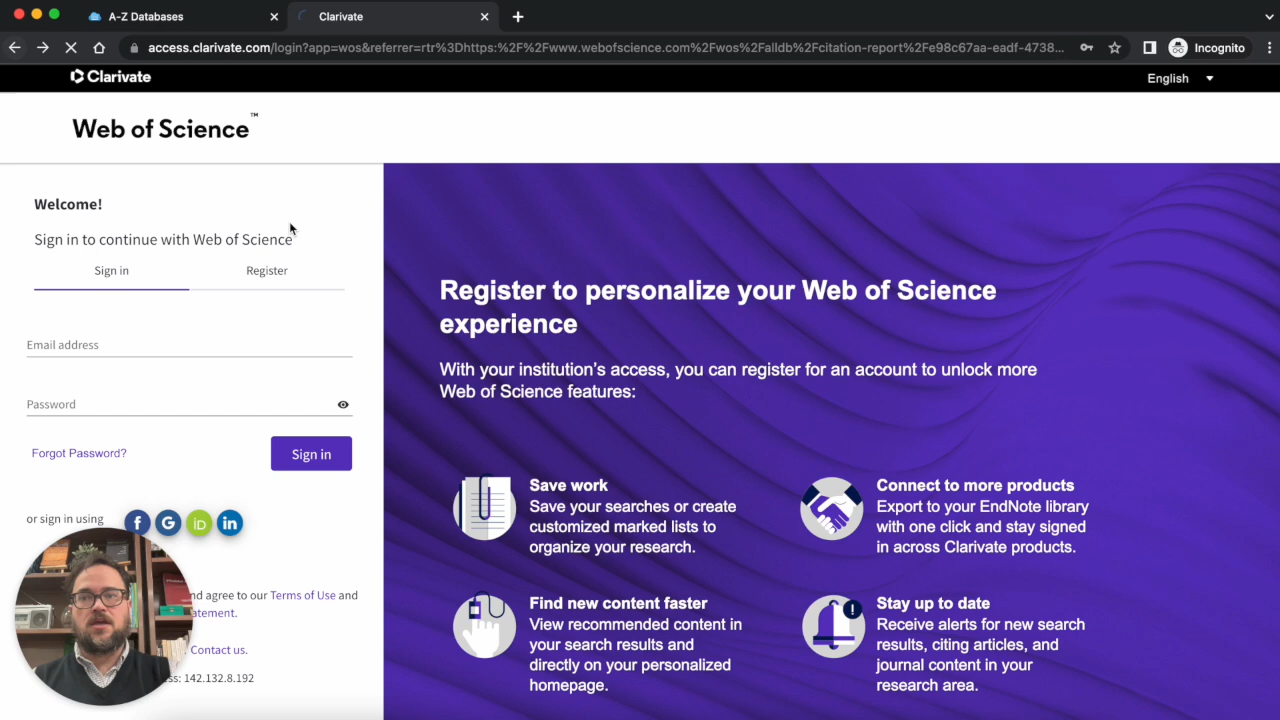 A-Z Databases
Clarivate
access.clarivate.com/login?app=wos&referrer=rtr%3Dhttps:%2F%2Fwww.webofscience.com%2Fwos%2Falldb%2Fcitation-report%2Fe98c67aa-eadf-4738...
Incognito
Clarivate
English
Web of Science™
Welcome!
Sign in to continue with Web of Science
Sign in
Register
Email address
Password
Forgot Password?
Sign in
or sign in using
f G iD in
nd agree to our Terms of Use and
atement.
Contact us.
ss: 142.132.8.192
Register to personalize your Web of Science
experience
With your institution's access, you can register for an account to unlock more
Web of Science features:
Save work
Save your searches or create
customized marked lists to
organize your research.
Connect to more products
Export to your EndNote library
with one click and stay signed
in across Clarivate products.
Find new content faster
View recommended content in
your search results and
directly on your personalized
homepage.
Stay up to date
Receive alerts for new search
results, citing articles, and
journal content in your
research area.